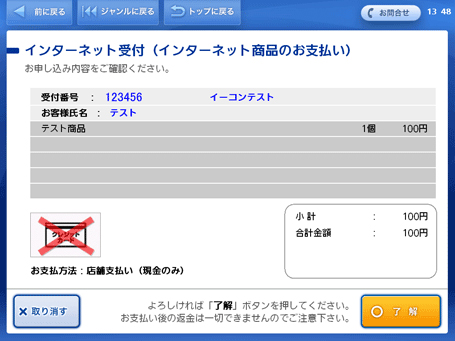 前に戻る ジャンルに戻る トップに戻る お問合せ 13 48
インターネット受付（インターネット商品のお支払い）
お申し込み内容をご確認ください。
受付番号 : 123456 イーコンテスト
お客様氏名 : テスト
テスト商品 1個 100円
クレジット
カード
小 計 : 100円
合計金額 : 100円
お支払方法：店舗支払い（現金のみ）
取り消す
よろしければ「了解」ボタンを押してください。
お支払い後の返金は一切できませんのでご注意下さい。
了 解